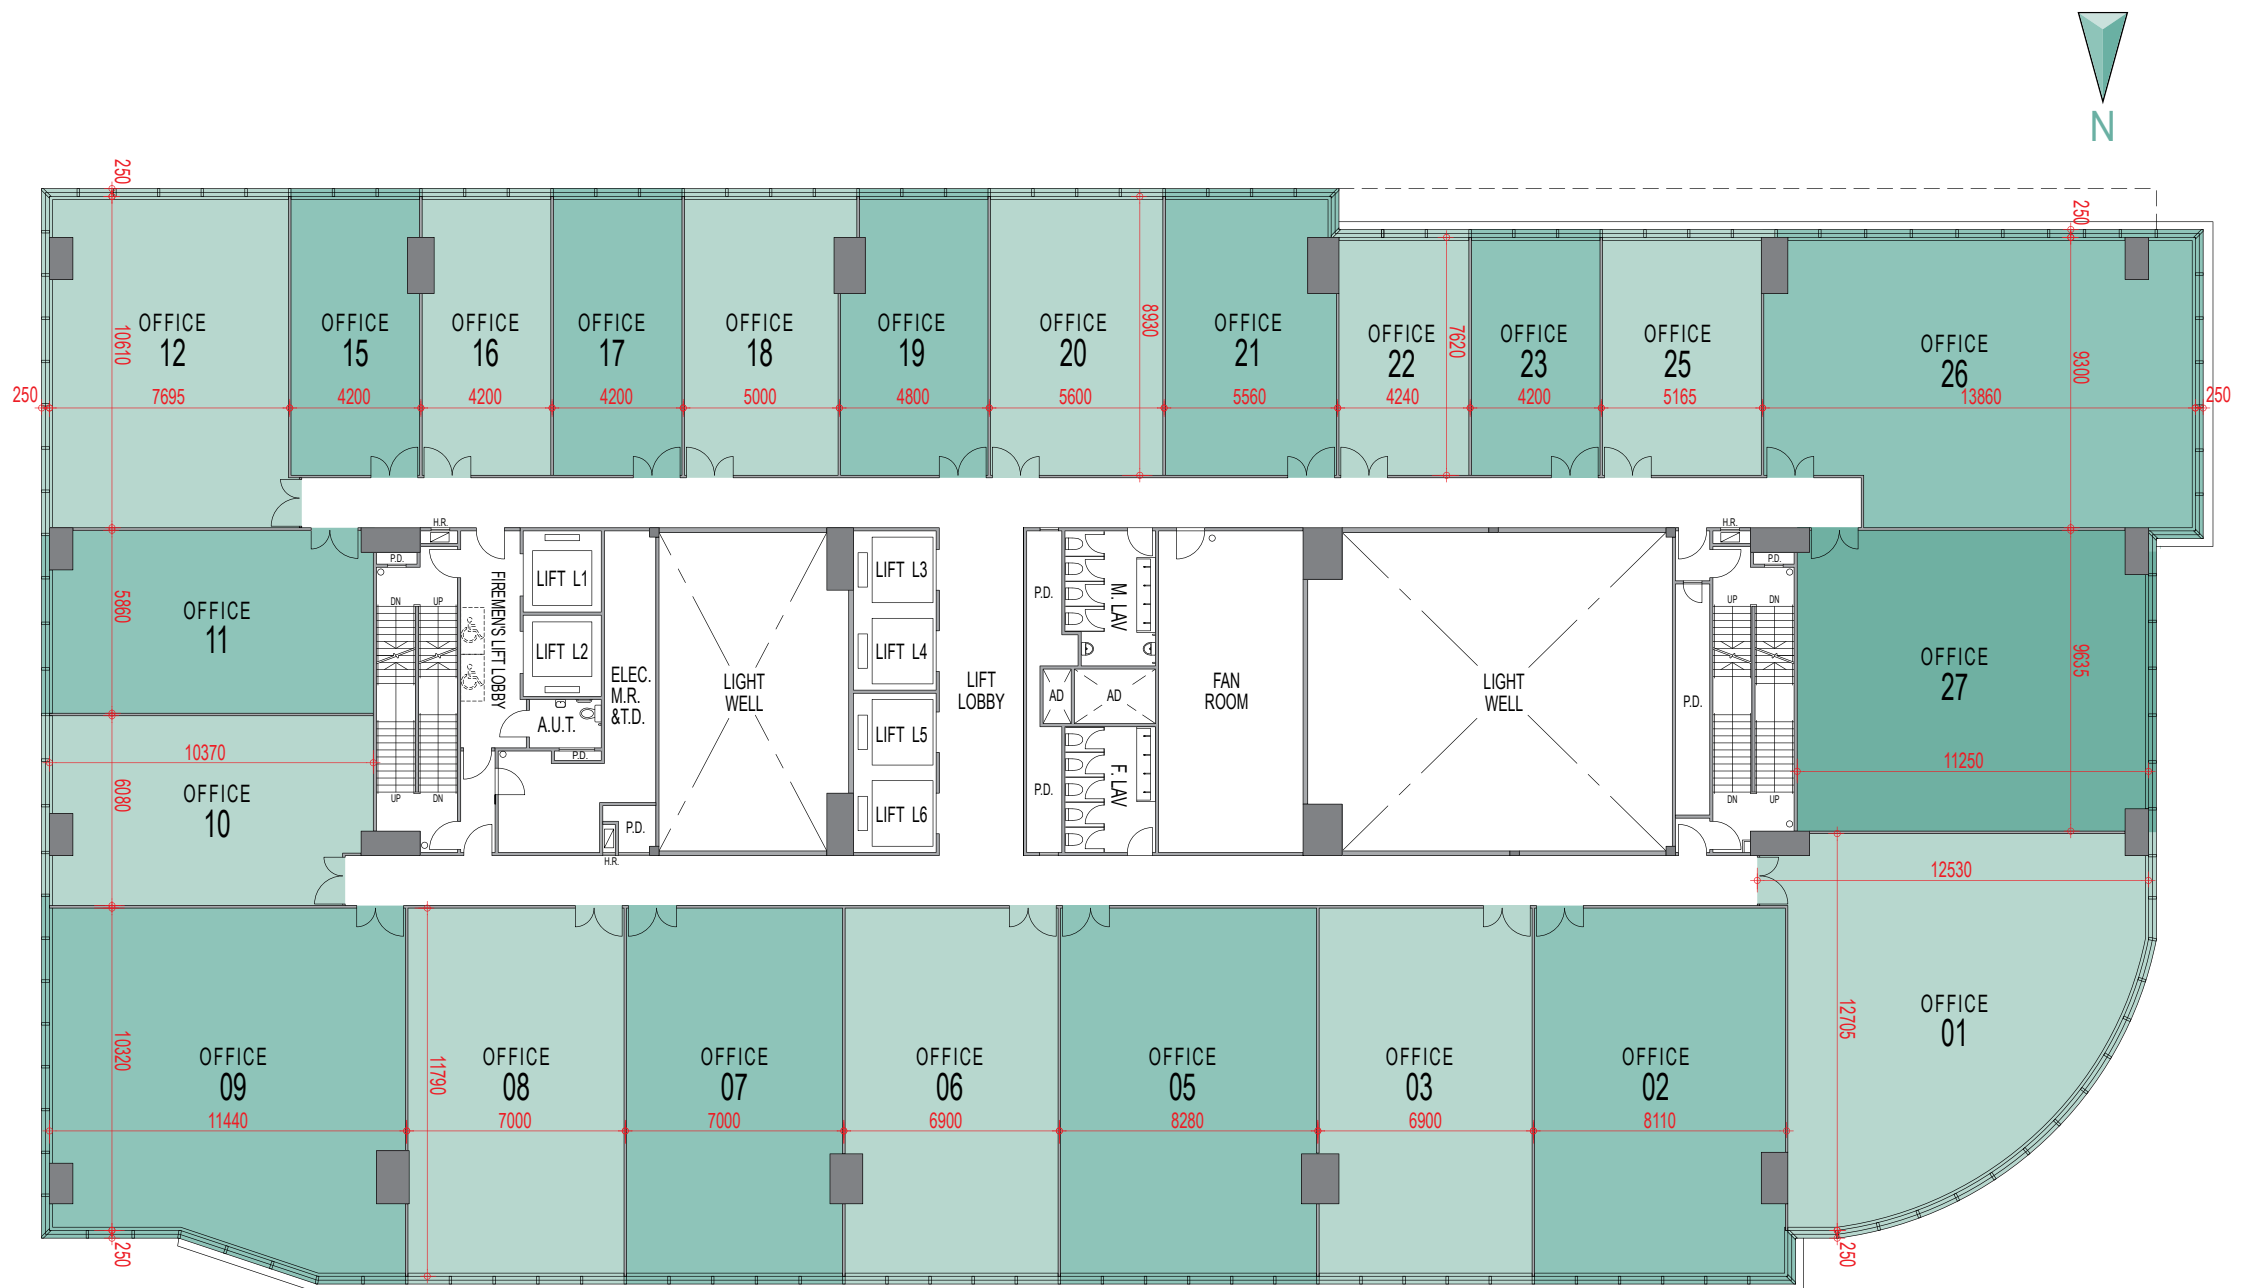 N
250
250
OFFICE
12
10610
250
7695
OFFICE
15
4200
OFFICE
16
4200
OFFICE
17
4200
OFFICE
18
5000
OFFICE
19
4800
OFFICE
20
5600
8930
OFFICE
21
5560
OFFICE
22
4240
7620
OFFICE
23
4200
OFFICE
25
5165
OFFICE
26
13860
9300
250
OFFICE
11
5860
OFFICE
10
10370
6080
H.R.
P.D.
DN
UP
UP
DN
FIREMEN'S LIFT LOBBY
LIFT L1
LIFT L2
A.U.T.
P.D.
ELEC.
M.R.
&T.D.
P.D.
H.R.
LIGHT
WELL
LIFT L3
LIFT L4
LIFT L5
LIFT L6
LIFT
LOBBY
P.D.
M. LAV
AD
AD
P.D.
F. LAV
FAN
ROOM
LIGHT
WELL
H.R.
P.D.
P.D.
UP
DN
DN
UP
OFFICE
27
9635
11250
12530
OFFICE
01
12705
250
OFFICE
09
10320
11440
250
OFFICE
08
11790
7000
OFFICE
07
7000
OFFICE
06
6900
OFFICE
05
8280
OFFICE
03
6900
OFFICE
02
8110